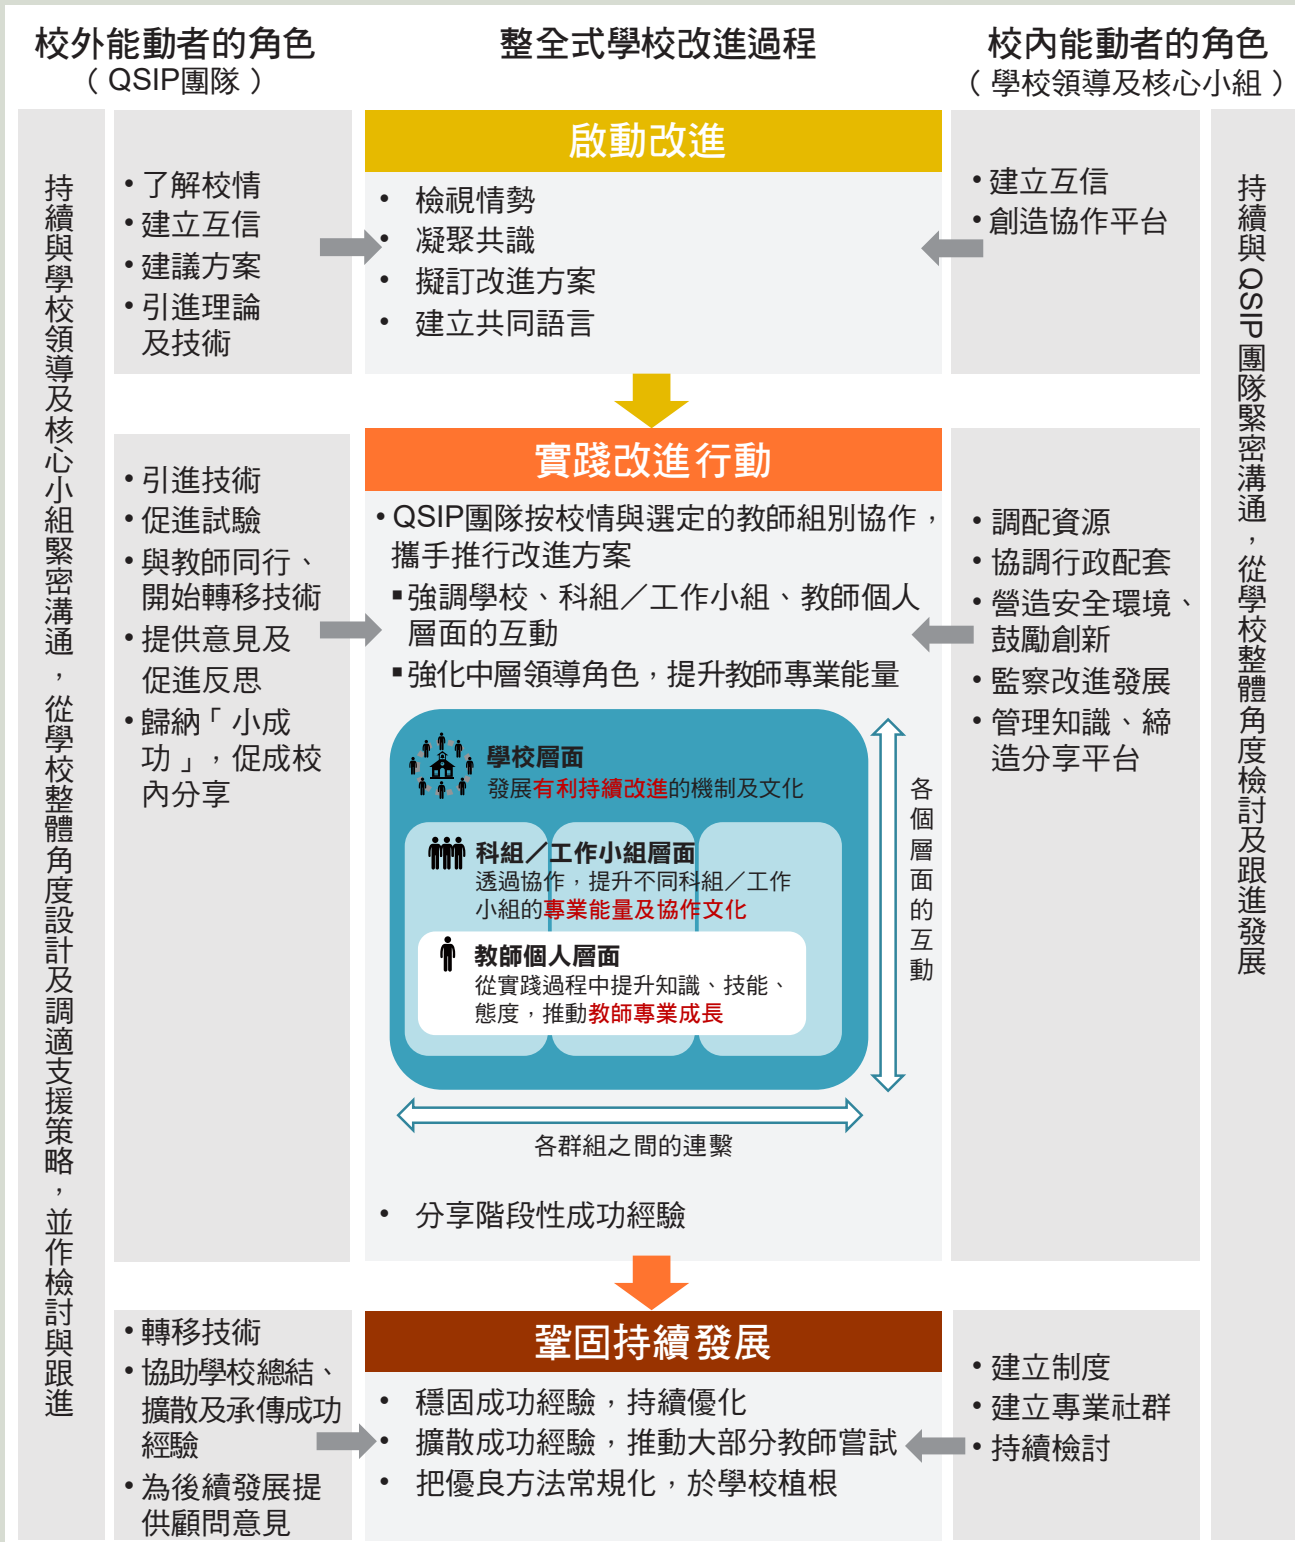 校外能動者的角色
（ QSIP團隊 ）
整全式學校改進過程
校內能動者的角色
（ 學校領導及核心小組 ）
持續與學校領導及核心小組緊密溝通，從學校整體角度設計及調適支援策略，並作檢討與跟進
• 了解校情
• 建立互信
• 建議方案
• 引進理論
及技術
啟動改進
• 檢視情勢
• 凝聚共識
• 擬訂改進方案
• 建立共同語言
• 建立互信
• 創造協作平台
持續與QSIP團隊緊密溝通，從學校整體角度檢討及跟進發展
• 引進技術
• 促進試驗
• 與教師同行、
開始轉移技術
• 提供意見及
促進反思
• 歸納「 小成
功 」，促成校
內分享
實踐改進行動
• QSIP團隊按校情與選定的教師組別協作，
攜手推行改進方案
▪ 強調學校、科組／工作小組、教師個人
層面的互動
▪ 強化中層領導角色，提升教師專業能量
學校層面
發展有利持續改進的機制及文化
科組／工作小組層面
透過協作，提升不同科組／工作
小組的專業能量及協作文化
教師個人層面
從實踐過程中提升知識、技能、
態度，推動教師專業成長
各個層面的互動
各群組之間的連繫
• 分享階段性成功經驗
• 調配資源
• 協調行政配套
• 營造安全環境、
鼓勵創新
• 監察改進發展
• 管理知識、締
造分享平台
• 轉移技術
• 協助學校總結、
擴散及承傳成功
經驗
• 為後續發展提
供顧問意見
鞏固持續發展
• 穩固成功經驗，持續優化
• 擴散成功經驗，推動大部分教師嘗試
• 把優良方法常規化，於學校植根
• 建立制度
• 建立專業社群
• 持續檢討